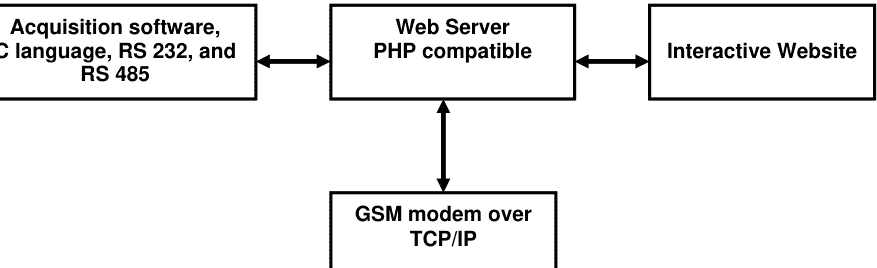 Acquisition software,
C language, RS 232, and
RS 485
Web Server
PHP compatible
Interactive Website
GSM modem over
TCP/IP